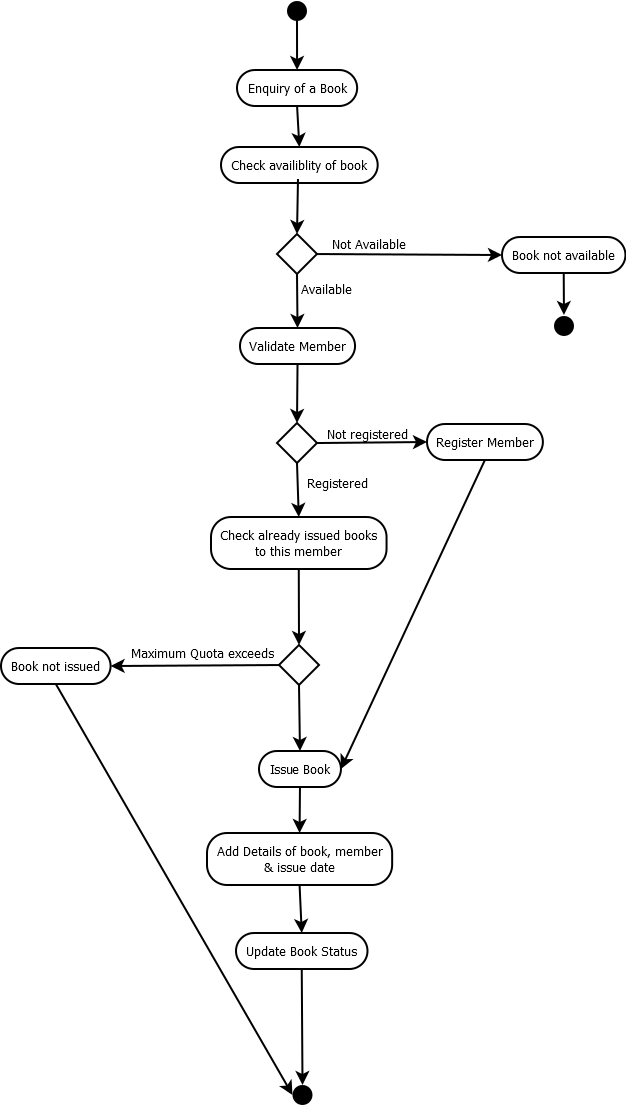 Enquiry of a Book
Check availiblity of book
Not Available
Book not available
Available
Validate Member
Not registered
Register Member
Registered
Check already issued books
to this member
Maximum Quota exceeds
Book not issued
Issue Book
Add Details of book, member
& issue date
Update Book Status